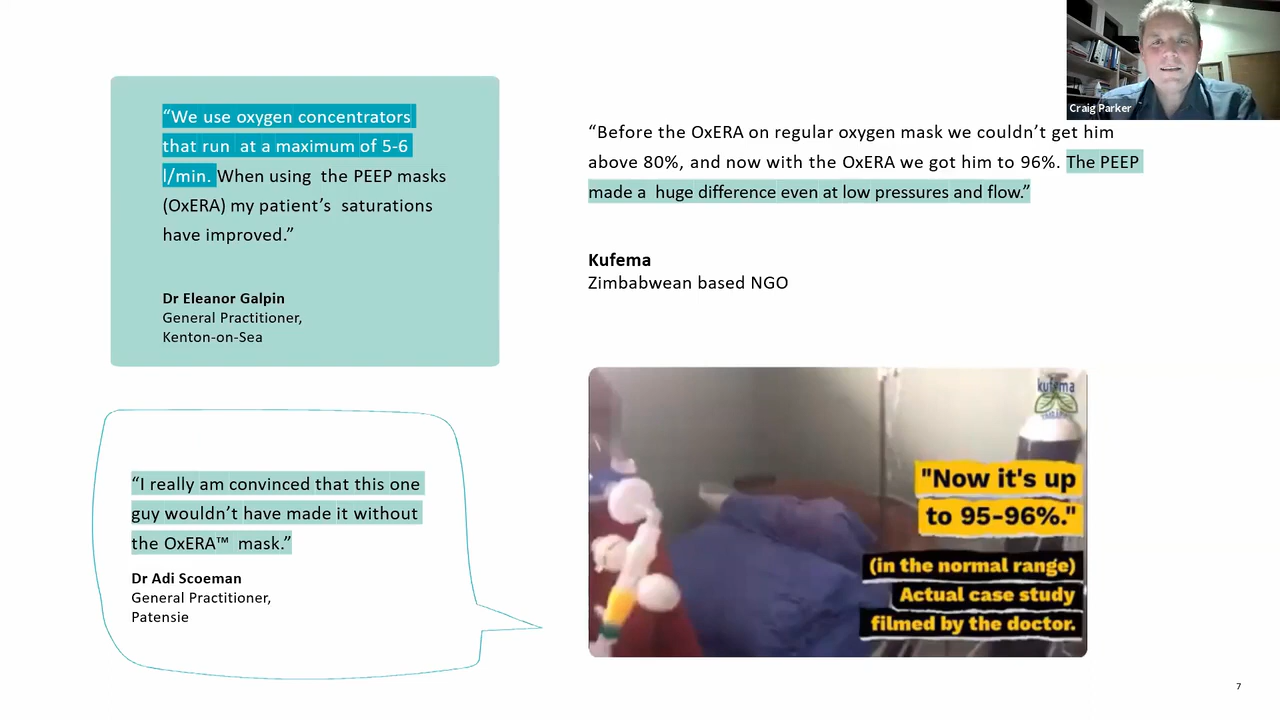 Craig Parker
“We use oxygen concentrators
that run at a maximum of 5-6
l/min. When using the PEEP masks
(OxERA) my patient’s saturations
have improved.”
Dr Eleanor Galpin
General Practitioner,
Kenton-on-Sea
“Before the OxERA on regular oxygen mask we couldn’t get him
above 80%, and now with the OxERA we got him to 96%. The PEEP
made a huge difference even at low pressures and flow.”
Kufema
Zimbabwean based NGO
“I really am convinced that this one
guy wouldn’t have made it without
the OxERA™ mask.”
Dr Adi Scoeman
General Practitioner,
Patensie
kufema
"Now it's up
to 95-96%."
(in the normal range)
Actual case study
filmed by the doctor.
7